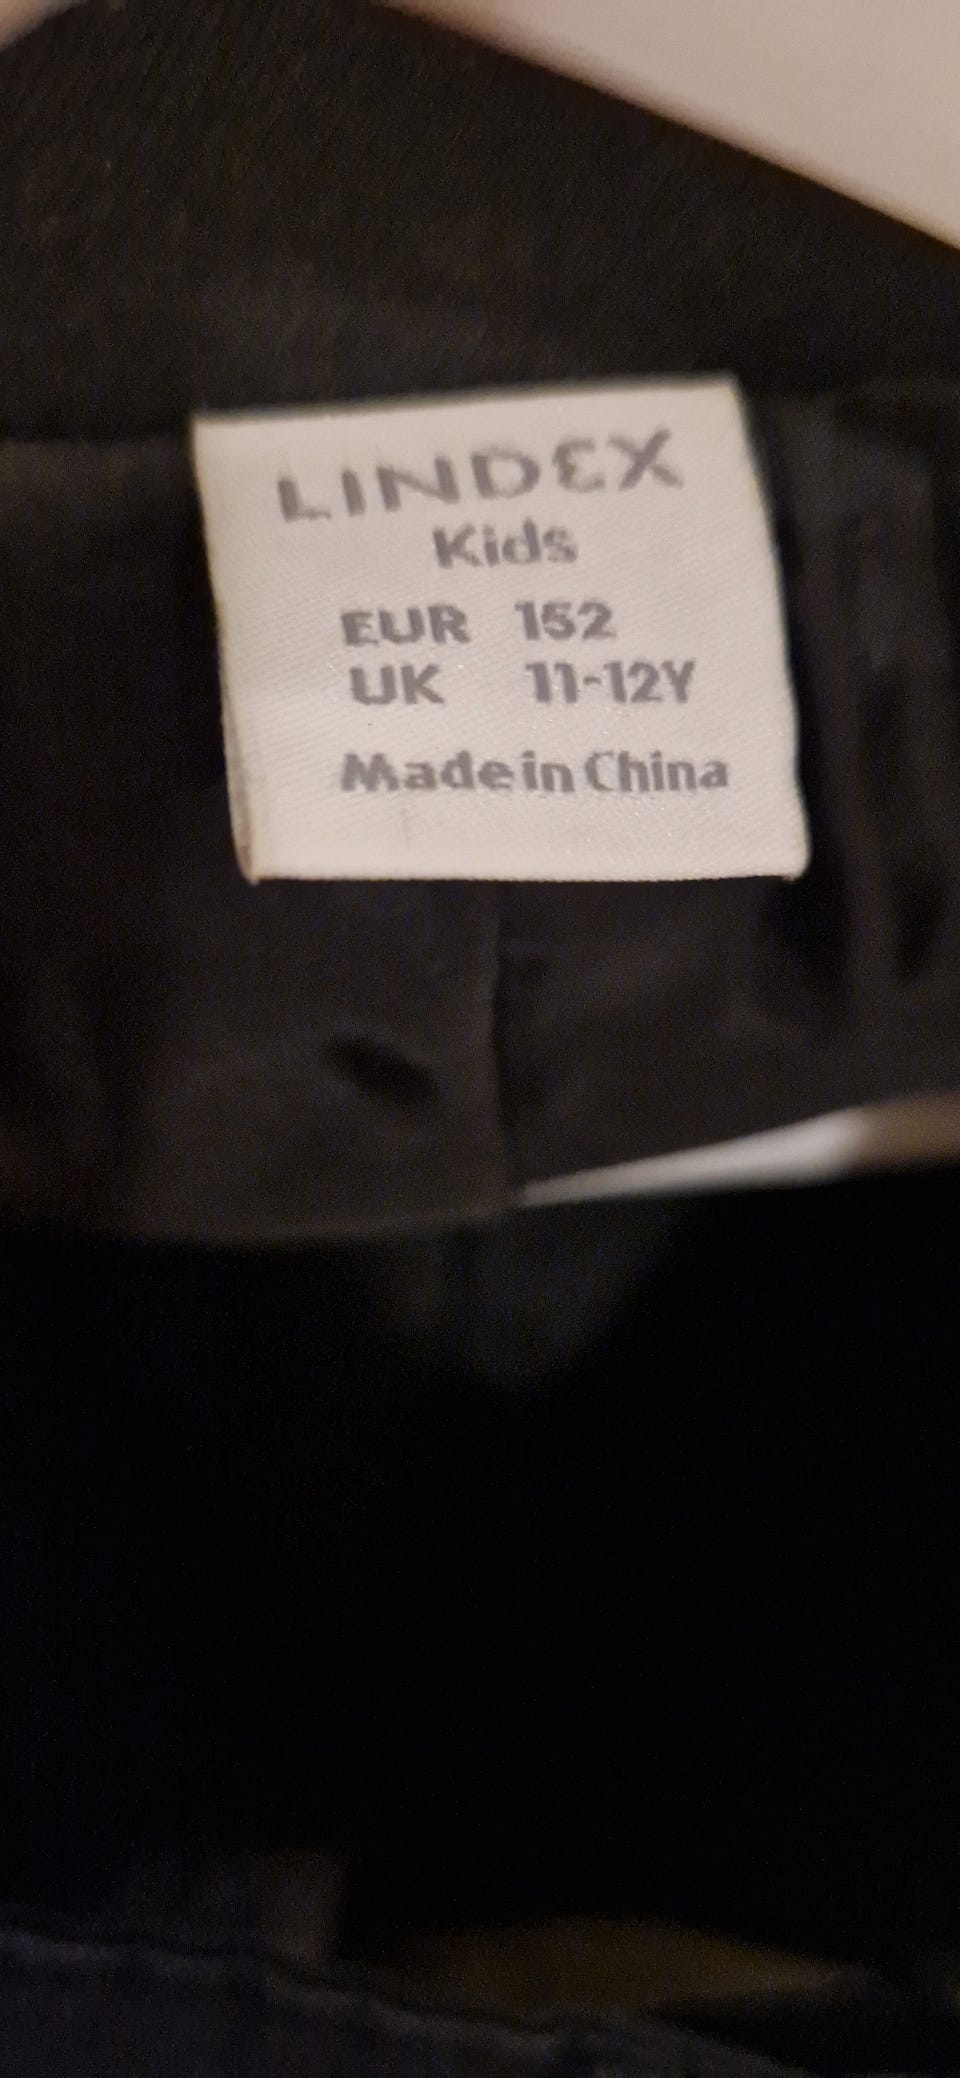 LINDEX
Kids
EUR 152
UK 11-12Y
Made in China